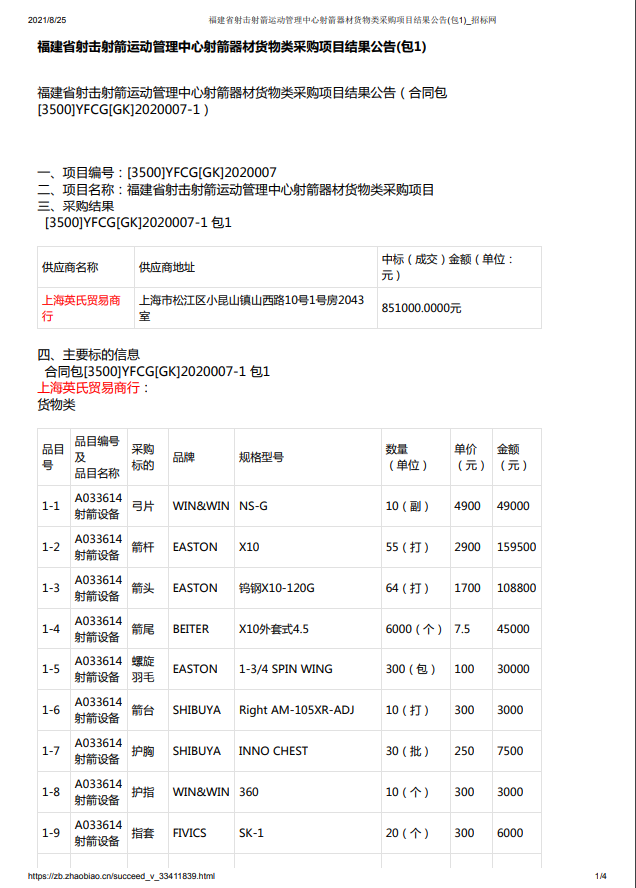 2021/8/25 福建省射击射箭运动管理中心射箭器材货物类采购项目结果公告(包1)_招标网
福建省射击射箭运动管理中心射箭器材货物类采购项目结果公告(包1)
福建省射击射箭运动管理中心射箭器材货物类采购项目结果公告（合同包
[3500]YFCG[GK]2020007-1）
一、项目编号：[3500]YFCG[GK]2020007
二、项目名称：福建省射击射箭运动管理中心射箭器材货物类采购项目
三、采购结果
[3500]YFCG[GK]2020007-1 包1
供应商名称 供应商地址 中标（成交）金额（单位：
元）
上海英氏贸易商 上海市松江区小昆山镇山西路10号1号房2043 851000.0000元
行 室
四、主要标的信息
合同包[3500]YFCG[GK]2020007-1 包1
上海英氏贸易商行：
货物类
品目
号 品目编号
及
品目名称 采购
标的 品牌 规格型号 数量
（单位） 单价
（元） 金额
（元）
1-1 A033614
射箭设备 弓片 WIN&WIN NS-G 10（副） 4900 49000
1-2 A033614
射箭设备 箭杆 EASTON X10 55（打） 2900 159500
1-3 A033614
射箭设备 箭头 EASTON 钨钢X10-120G 64（打） 1700 108800
1-4 A033614
射箭设备 箭尾 BEITER X10外套式4.5 6000（个） 7.5 45000
1-5 A033614
射箭设备 螺旋
羽毛 EASTON 1-3/4 SPIN WING 300（包） 100 30000
1-6 A033614
射箭设备 箭台 SHIBUYA Right AM-105XR-ADJ 10（打） 300 3000
1-7 A033614
射箭设备 护胸 SHIBUYA INNO CHEST 30（批） 250 7500
1-8 A033614
射箭设备 护指 WIN&WIN 360 10（个） 300 3000
1-9 A033614
射箭设备 指套 FIVICS SK-1 20（个） 300 6000
https://zb.zhaobiao.cn/succeed_v_33411839.html 1/4